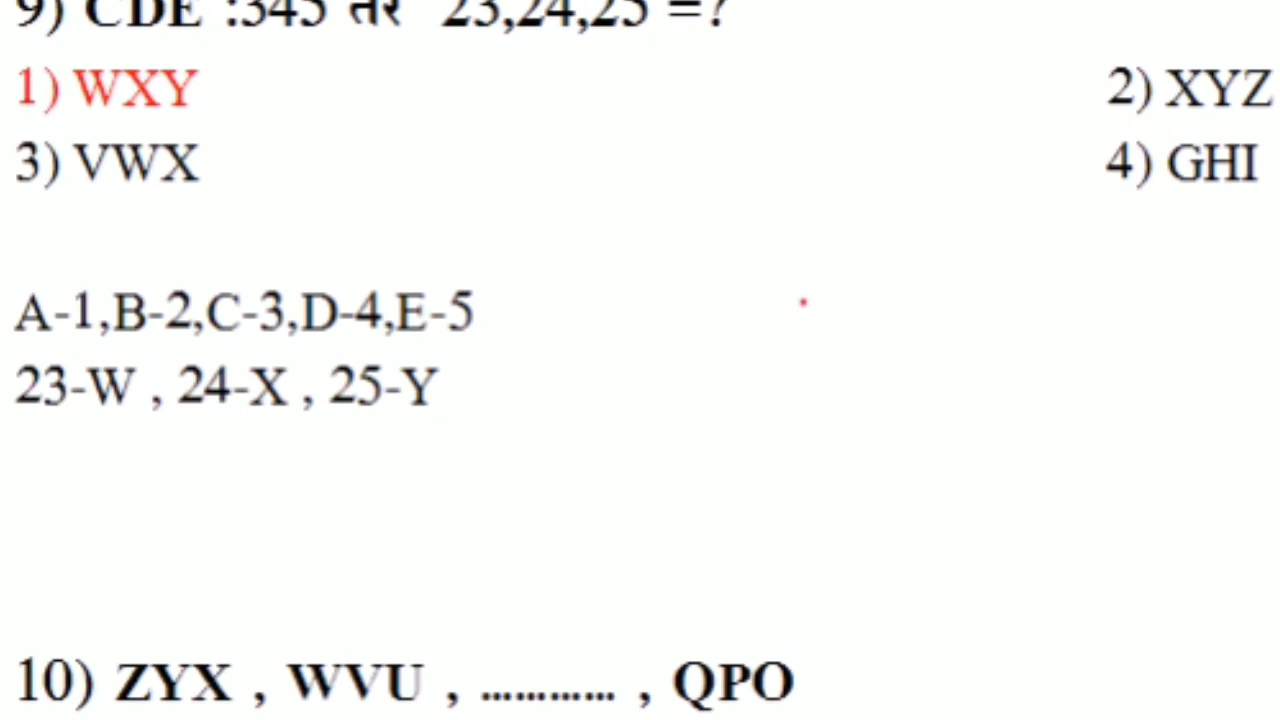 9) CDE :345 तर 23,24,25 =?
1) WXY 2) XYZ
3) VWX 4) GHI
A-1,B-2,C-3,D-4,E-5
23-W , 24-X , 25-Y
10) ZYX , WVU , ............ , QPO